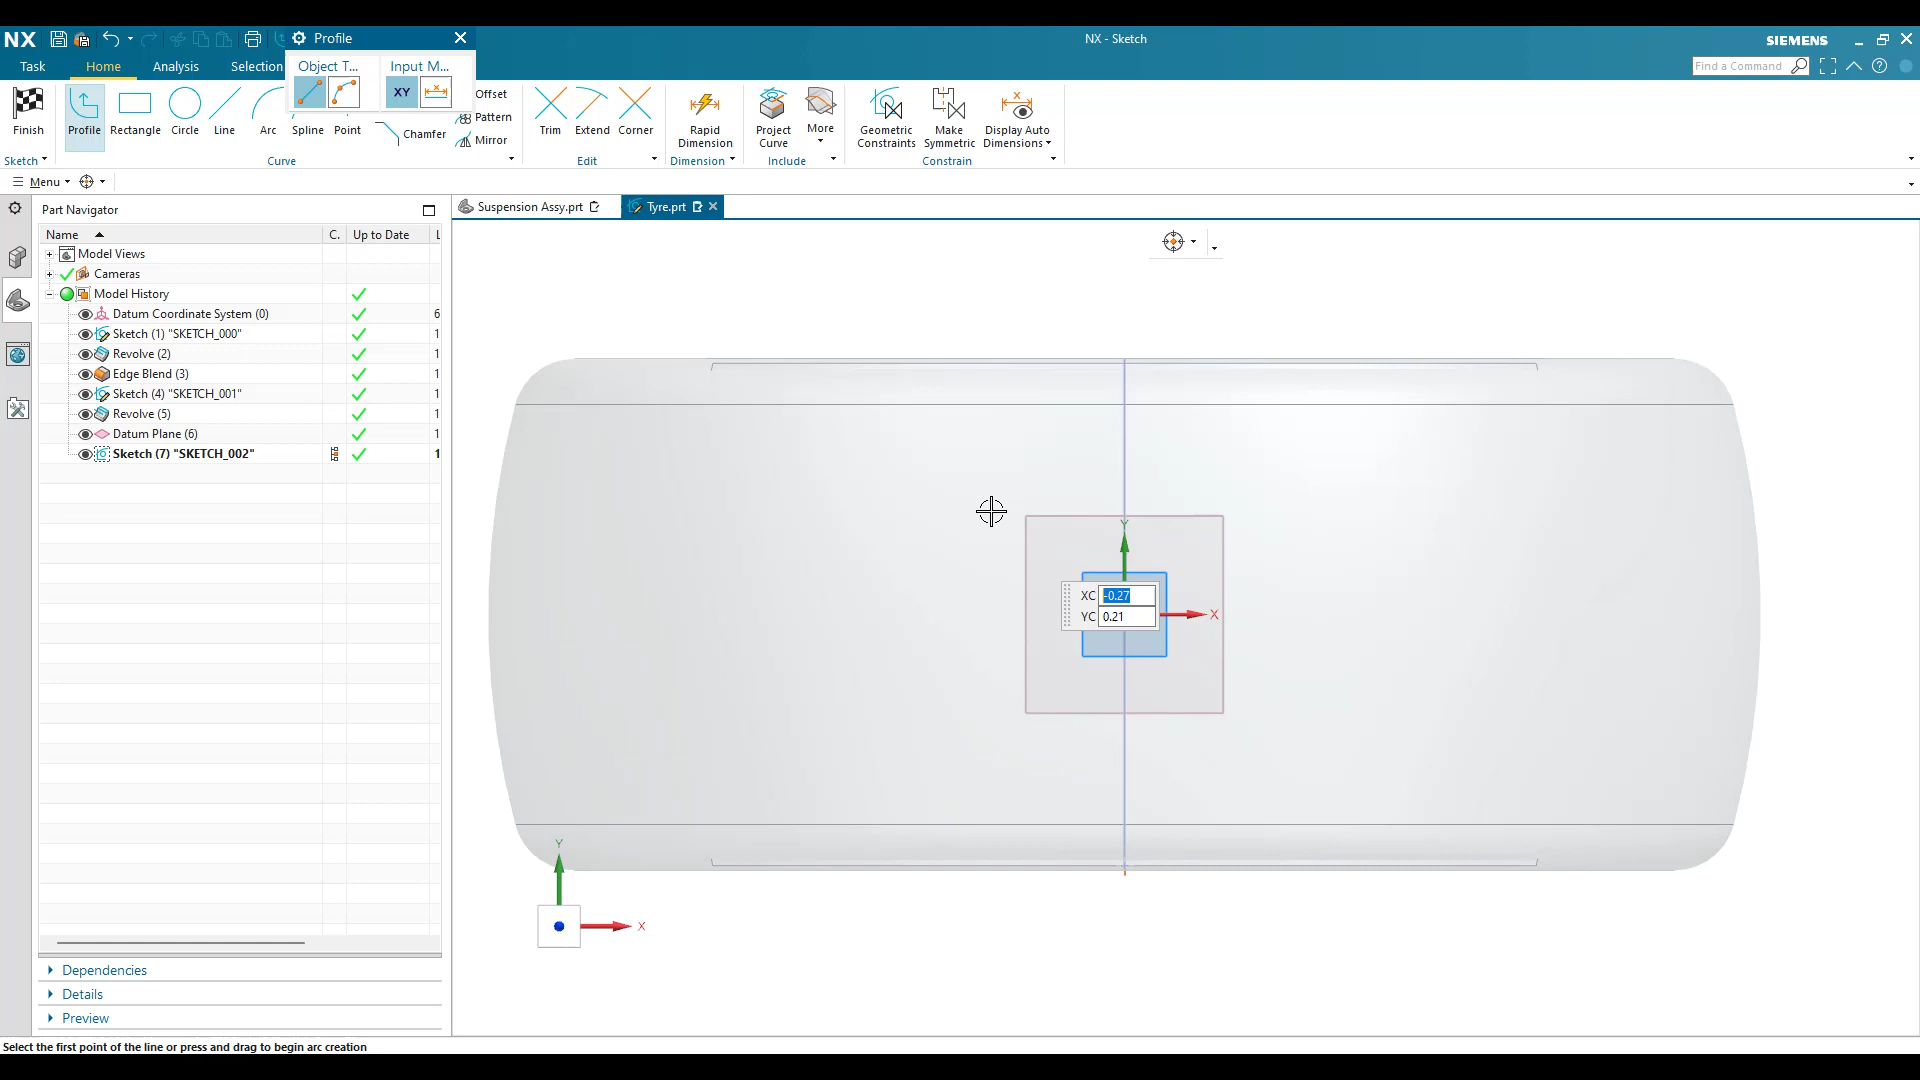 NX
Profile
NX - Sketch
SIEMENS
Task
Home
Analysis
Selection
Object T...
Input M...
Find a Command
XY
Finish
Profile
Rectangle
Circle
Line
Arc
Spline
Point
Chamfer
Offset
Pattern
Mirror
Trim
Extend
Corner
Rapid
Dimension
Project
Curve
More
Geometric
Constraints
Make
Symmetric
Display Auto
Dimensions
Sketch
Curve
Edit
Dimension
Include
Constrain
Menu
Part Navigator
Suspension Assy.prt
Tyre.prt
Name
C.
Up to Date
L
Model Views
Cameras
Model History
Datum Coordinate System (0)
6
Sketch (1) "SKETCH_000"
1
Revolve (2)
1
Edge Blend (3)
1
Sketch (4) "SKETCH_001"
1
Revolve (5)
1
Datum Plane (6)
1
Sketch (7) "SKETCH_002"
1
Y
XC -0.27
YC 0.21
X
Y
X
Dependencies
Details
Preview
Select the first point of the line or press and drag to begin arc creation